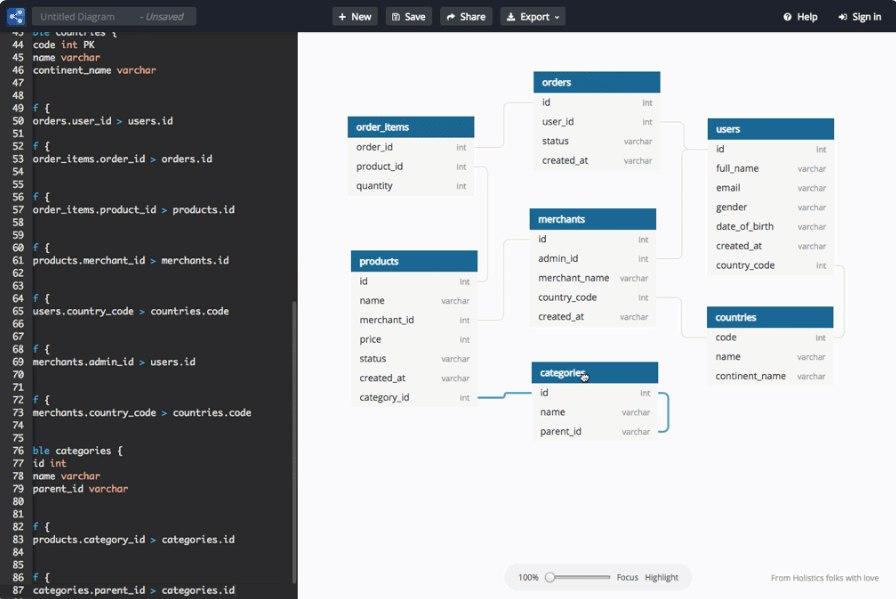 Untitled Diagram - Unsaved
+ New
Save
Share
Export
Help
Sign in
43 ble countries {
44 code int PK
45 name varchar
46 continent_name varchar
47
48
49 f {
50 orders.user_id > users.id
51
52 f {
53 order_items.order_id > orders.id
54
55
56 f {
57 order_items.product_id > products.id
58
59
60 f {
61 products.merchant_id > merchants.id
62
63
64 f {
65 users.country_code > countries.code
66
67
68 f {
69 merchants.admin_id > users.id
70
71
72 f {
73 merchants.country_code > countries.code
74
75
76 ble categories {
77 id int
78 name varchar
79 parent_id varchar
80
81
82 f {
83 products.category_id > categories.id
84
85
86 f {
87 categories.parent_id > categories.id
order_items
order_id int
product_id int
quantity int
orders
id int
user_id int
status varchar
created_at varchar
users
id int
full_name varchar
email varchar
gender varchar
date_of_birth varchar
created_at varchar
country_code int
merchants
id int
admin_id int
merchant_name varchar
country_code int
created_at varchar
products
id int
name varchar
merchant_id int
price int
status varchar
created_at varchar
category_id int
countries
code int
name varchar
continent_name varchar
categories
id int
name varchar
parent_id varchar
100%
Focus
Highlight
From Holistics folks with love